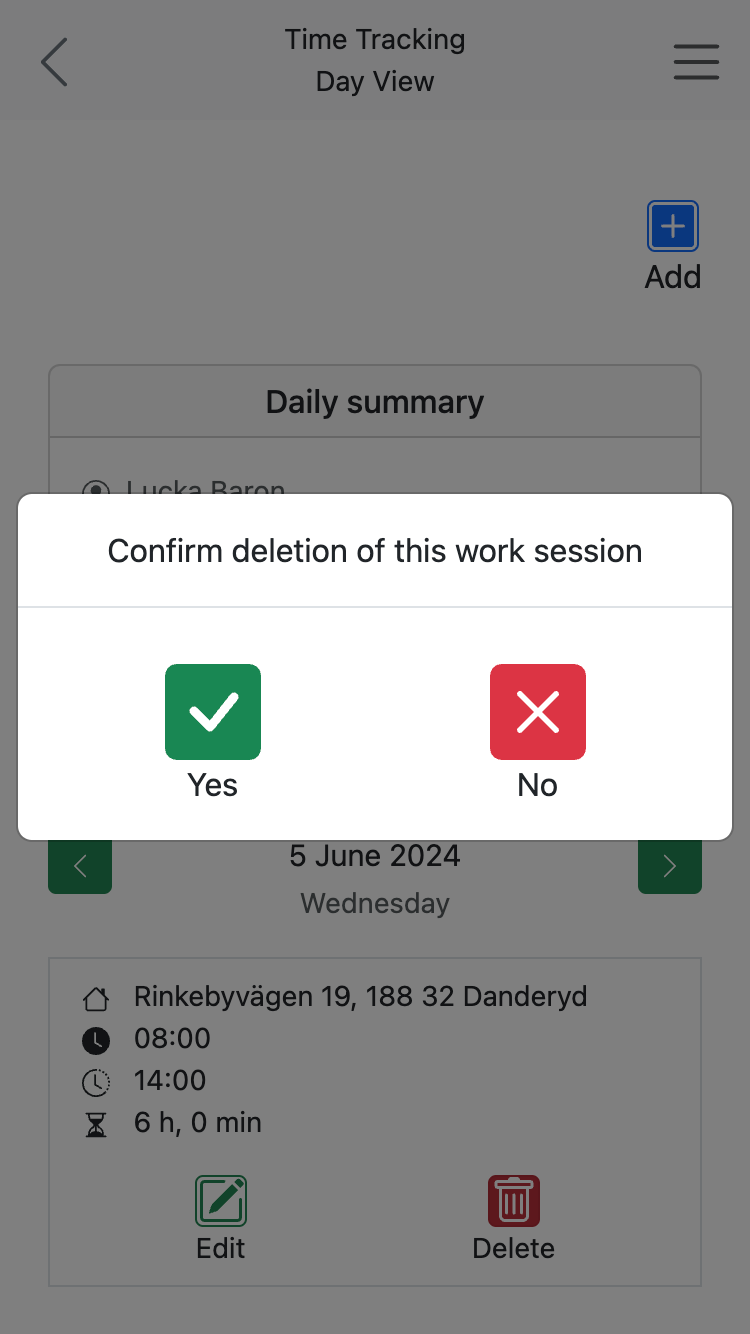 Time Tracking
Day View
Add
Daily summary
Lucka Baron
Confirm deletion of this work session
Yes
No
5 June 2024
Wednesday
Rinkebyvägen 19, 188 32 Danderyd
08:00
14:00
6 h, 0 min
Edit
Delete